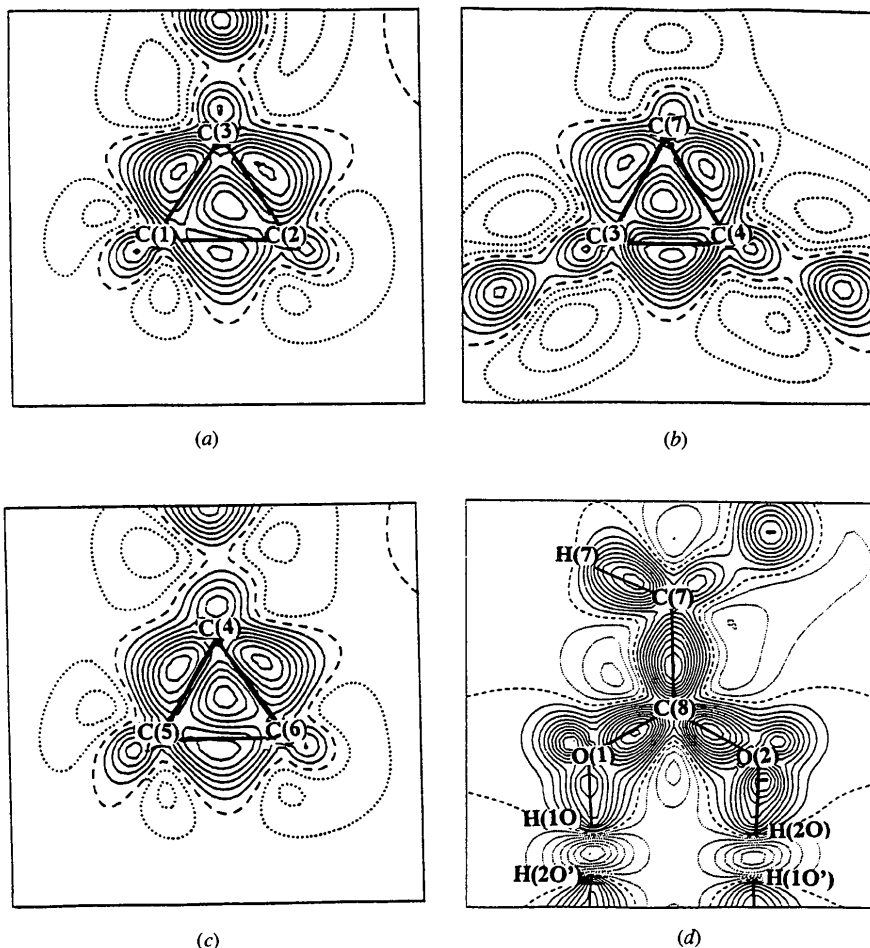 C(3)
C(1) C(2)
(a)
C(7)
C(3) C(4)
(b)
C(4)
C(5) C(6)
(c)
H(7)
C(7)
C(8)
O(1) O(2)
H(1O H(2O)
H(2O') H(1O')
(d)